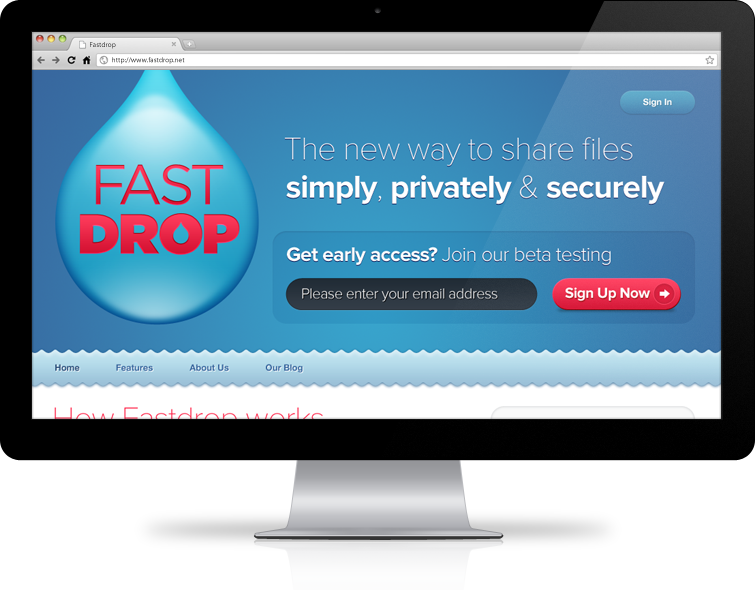 Fastdrop
http://www.fastdrop.net
Sign In
FAST
DROP
The new way to share files
simply, privately & securely
Get early access? Join our beta testing
Please enter your email address
Sign Up Now
Home Features About Us Our Blog
How Fastdrop works